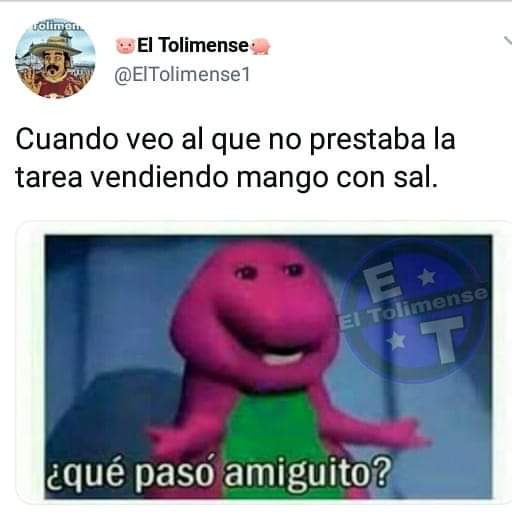 Tolimen
🐷El Tolimense🐖
@ElTolimense1
Cuando veo al que no prestaba la
tarea vendiendo mango con sal.
E
El Tolimense
T
¿qué pasó amiguito?